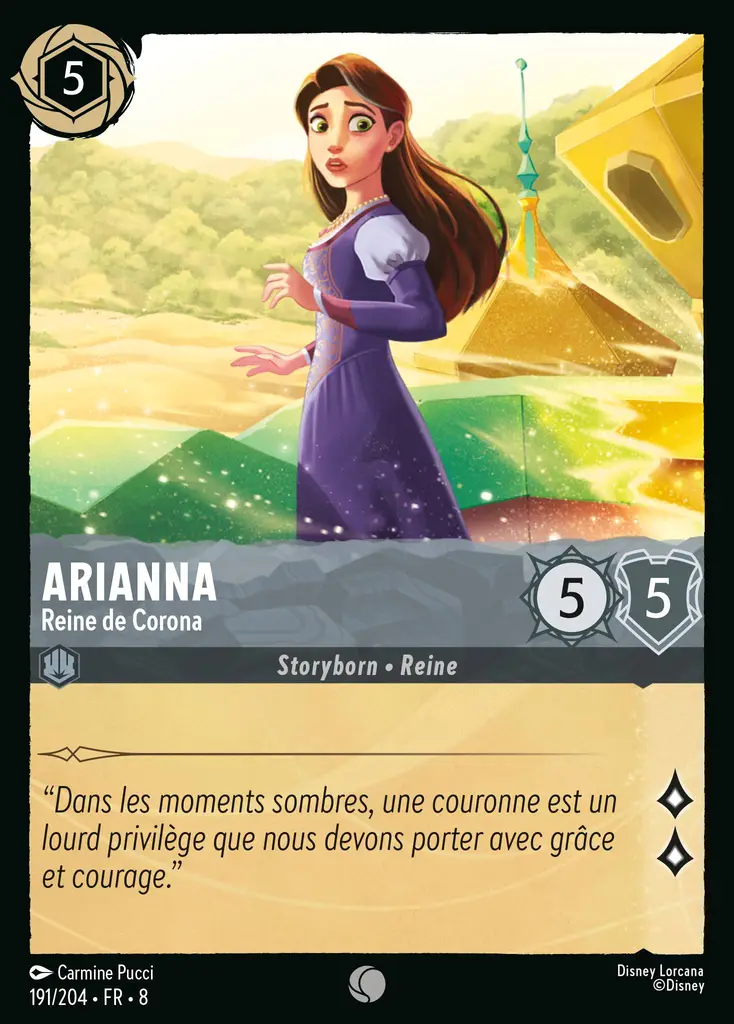 5
ARIANNA
Reine de Corona
5 5
Storyborn • Reine
“Dans les moments sombres, une couronne est un
lourd privilège que nous devons porter avec grâce
et courage.”
Carmine Pucci
191/204 • FR • 8
Disney Lorcana
©Disney